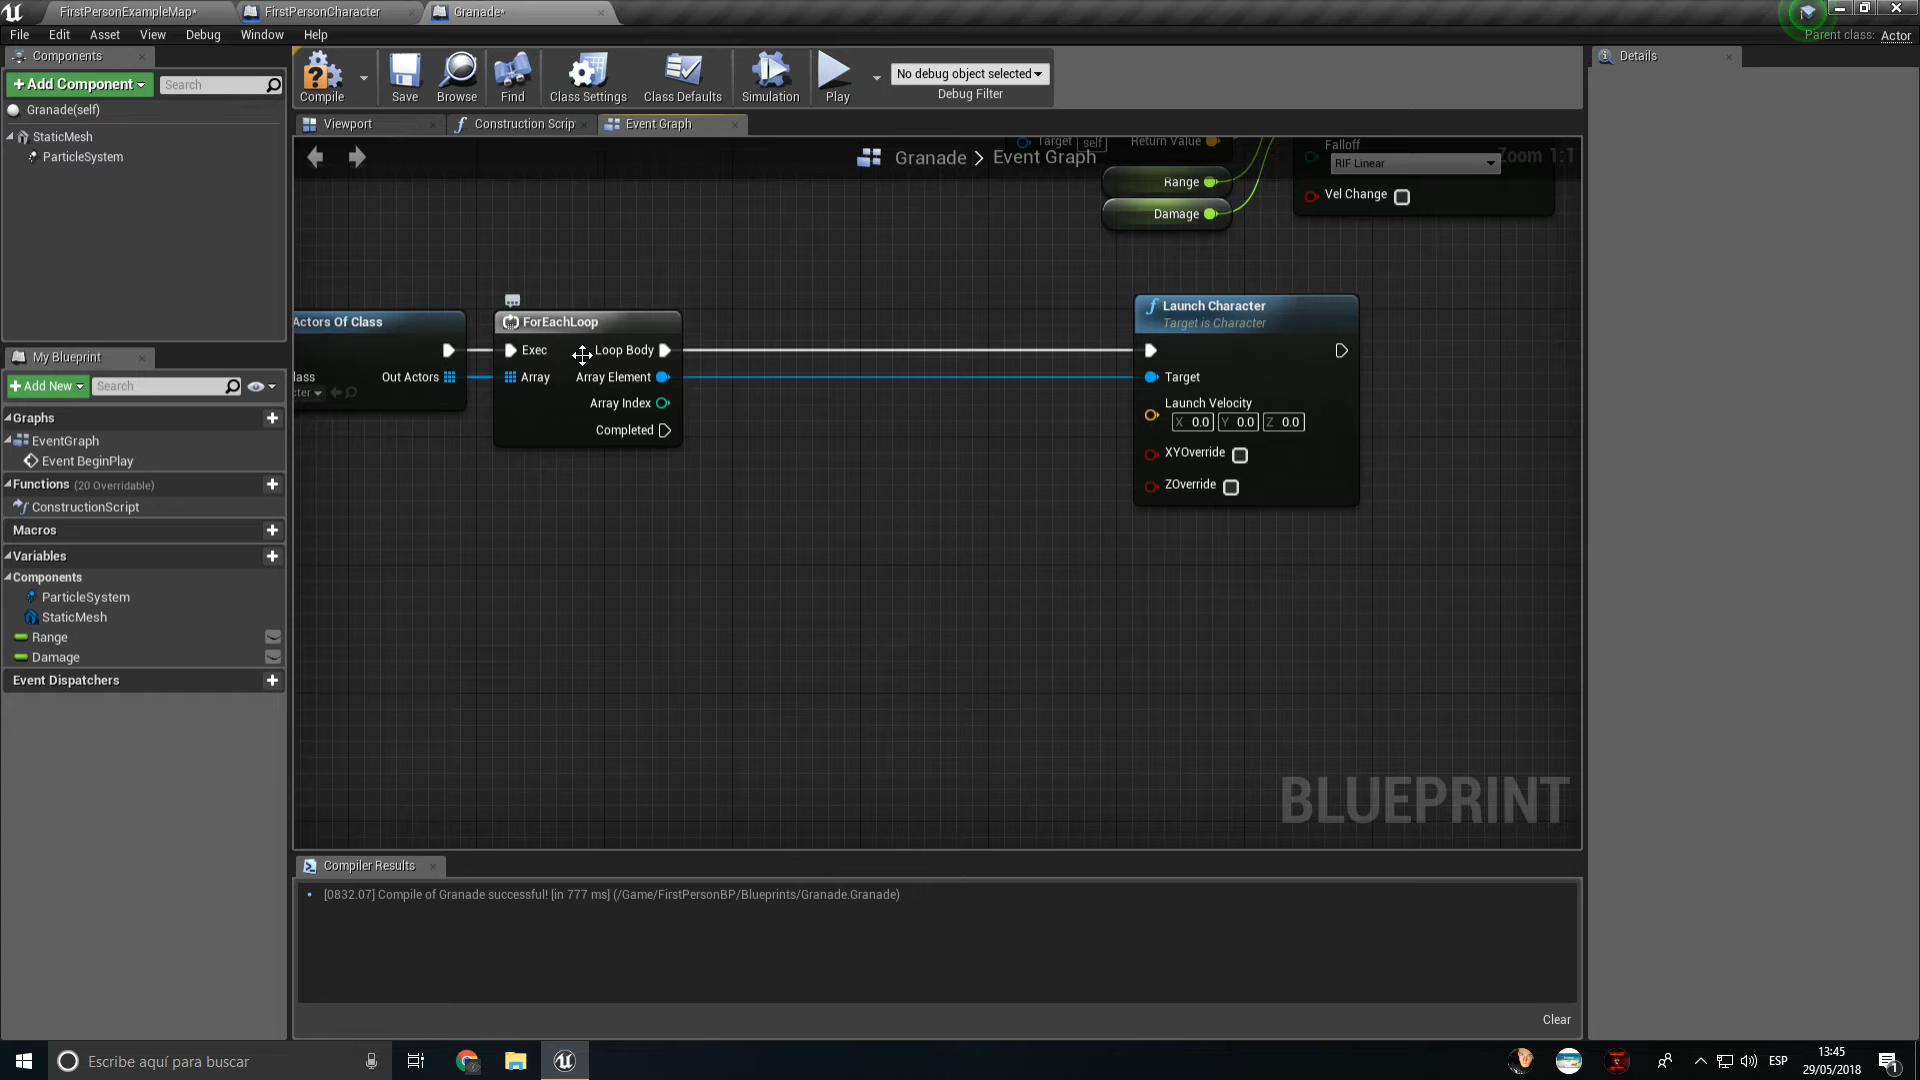 FirstPersonExampleMap*
FirstPersonCharacter
Granade*
File Edit Asset View Debug Window Help
Parent class: Actor
Components
+Add Component
Search
Granade(self)
StaticMesh
ParticleSystem
Compile
Save
Browse
Find
Class Settings
Class Defaults
Simulation
Play
No debug object selected
Debug Filter
Details
Viewport
Construction Scrip
Event Graph
Granade > Event Graph
Zoom 1:1
Target self
Return Value
Range
Damage
Falloff
RIF Linear
Vel Change
Actors Of Class
Out Actors
ForEachLoop
Exec
Loop Body
Array
Array Element
Array Index
Completed
Launch Character
Target is Character
Target
Launch Velocity
X 0.0 Y 0.0 Z 0.0
XYOverride
ZOverride
BLUEPRINT
My Blueprint
+Add New
Search
Graphs
EventGraph
Event BeginPlay
Functions (20 Overridable)
ConstructionScript
Macros
Variables
Components
ParticleSystem
StaticMesh
Range
Damage
Event Dispatchers
Compiler Results
[0832.07] Compile of Granade successful! [in 777 ms] (/Game/FirstPersonBP/Blueprints/Granade.Granade)
Clear
Escribe aquí para buscar
ESP
13:45
29/05/2018
1